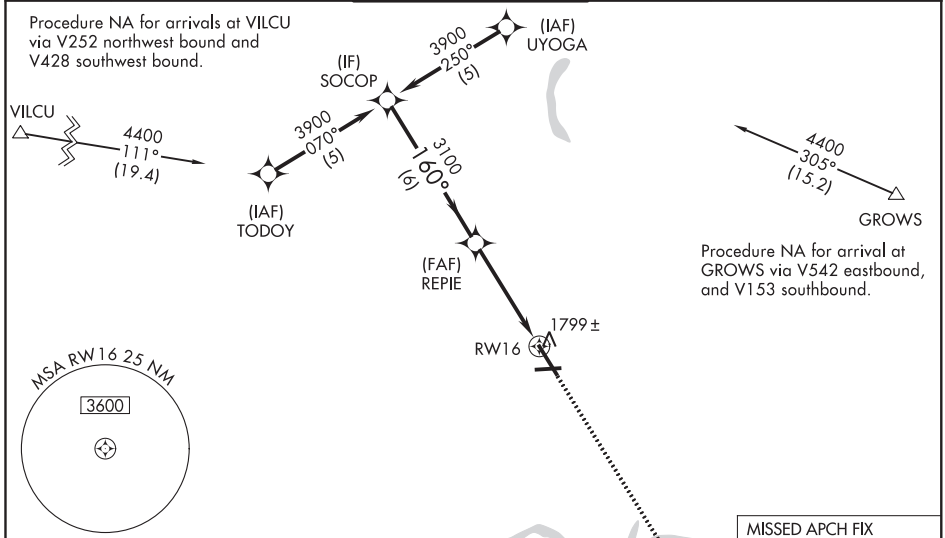 Procedure NA for arrivals at VILCU
via V252 northwest bound and
V428 southwest bound.
(IAF)
UYOGA
3900
250°
(5)
(IF)
SOCOP
VILCU
4400
111°
(19.4)
3900
070°
(5)
(IAF)
TODOY
3100
160°
(6)
4400
305°
(15.2)
GROWS
Procedure NA for arrival at
GROWS via V542 eastbound,
and V153 southbound.
(FAF)
REPIE
1799 ±
RW16
MSA RW16 25 NM
3600
MISSED APCH FIX